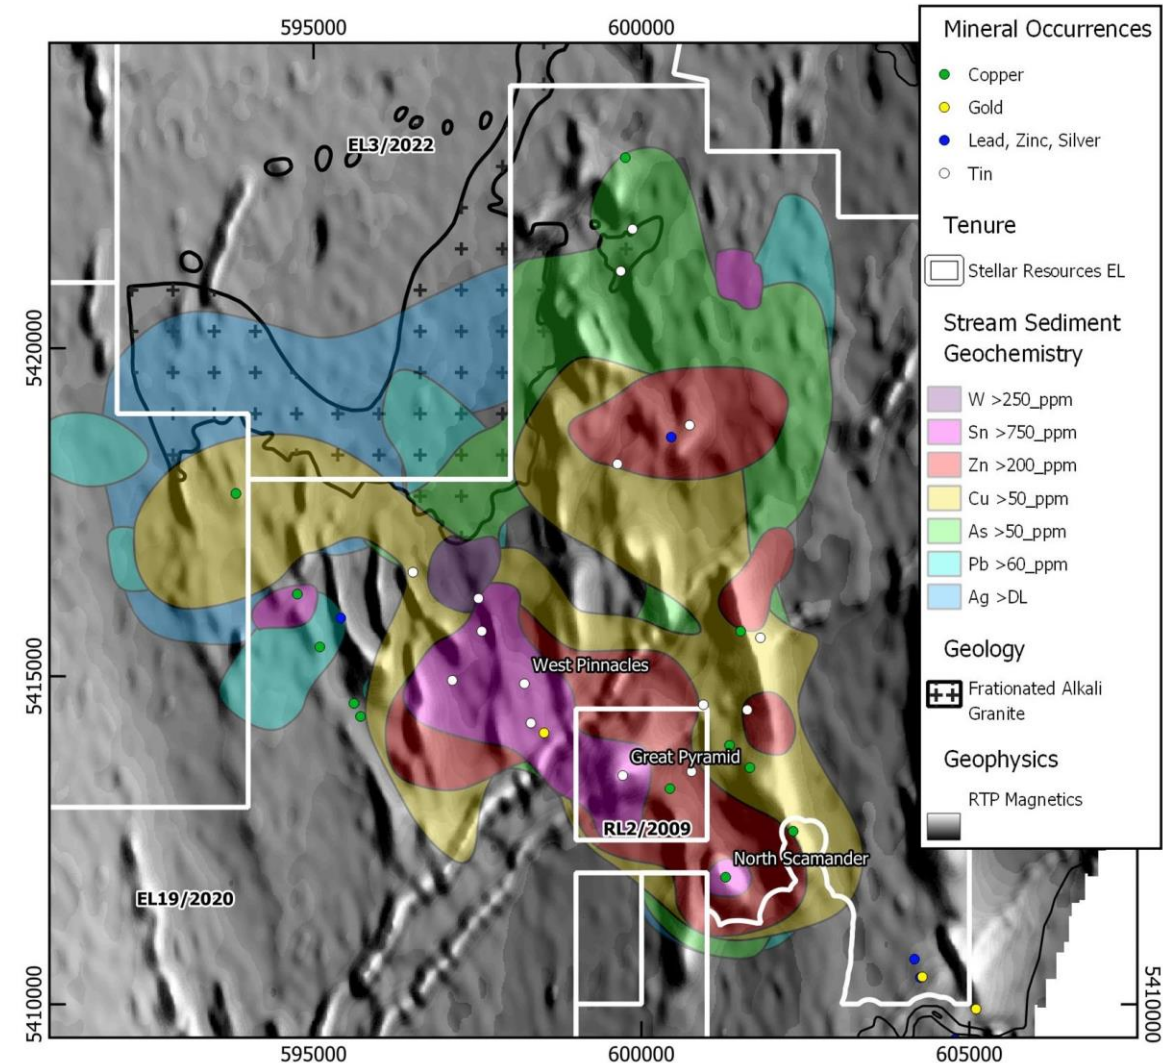 595000
600000
Mineral Occurrences
Copper
Gold
Lead, Zinc, Silver
Tin
Tenure
Stellar Resources EL
Stream Sediment
Geochemistry
W >250_ppm
Sn >750_ppm
Zn >200_ppm
Cu >50_ppm
As >50_ppm
Pb >60_ppm
Ag >DL
Geology
Frationated Alkali
Granite
Geophysics
RTP Magnetics
EL3/2022
5420000
West Pinnacles
5415000
Great Pyramid
RL2/2009
North Scamander
EL19/2020
5410000
5410000
595000
600000
605000